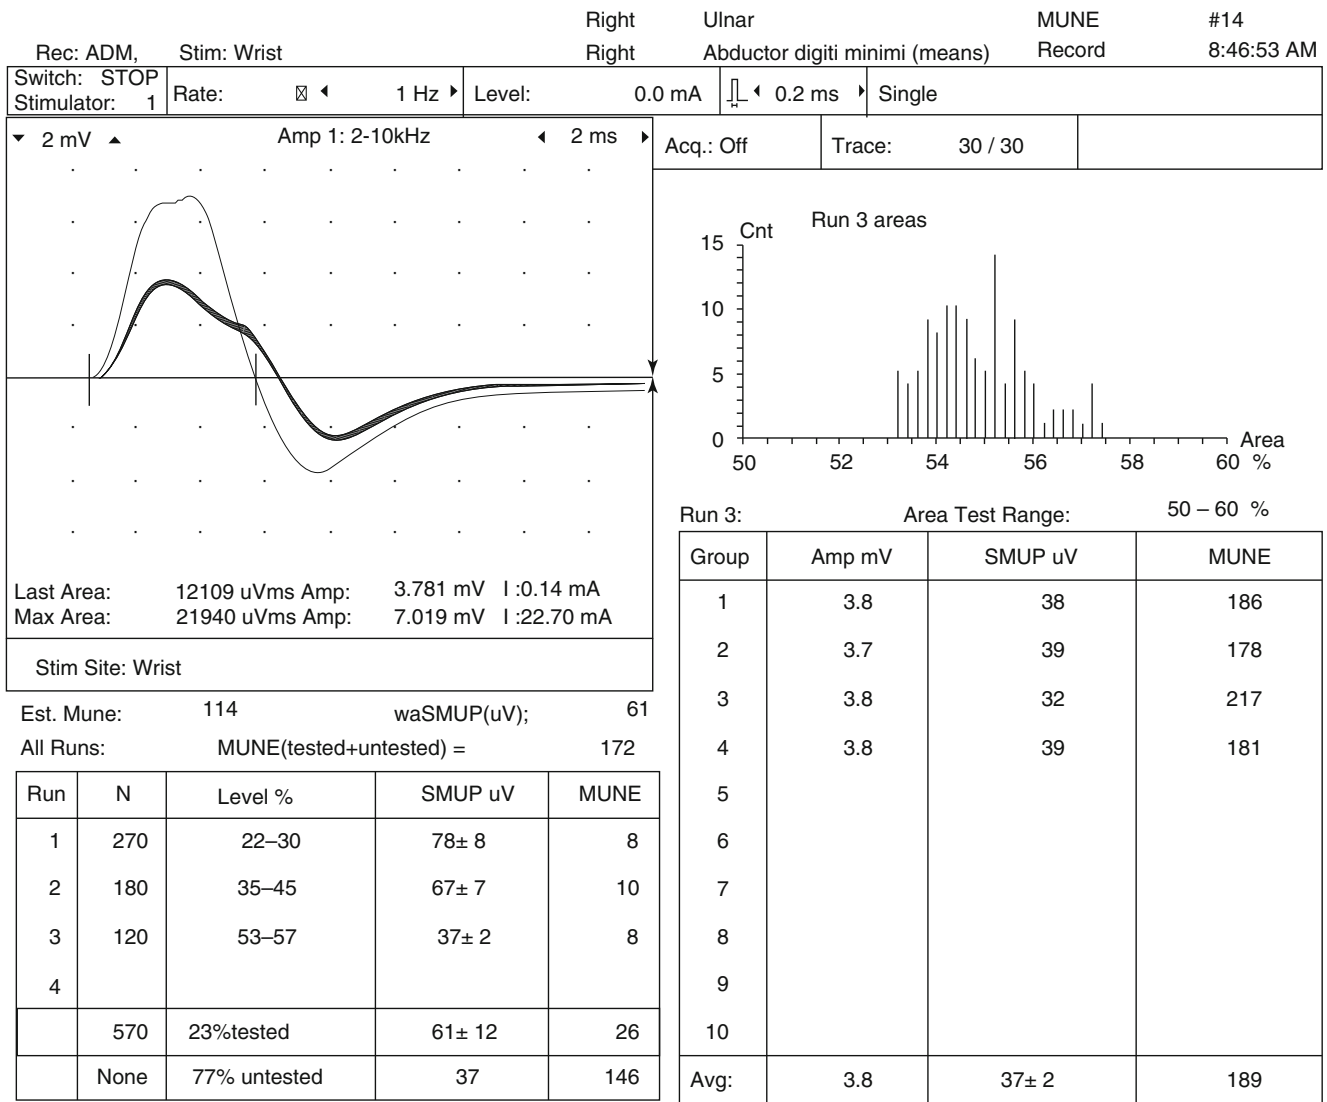 Right Ulnar MUNE #14
Rec: ADM, Stim: Wrist Right Abductor digiti minimi (means) Record 8:46:53 AM
Switch: STOP
Stimulator: 1
Rate: 1 Hz
Level: 0.0 mA
0.2 ms
Single
2 mV Amp 1: 2-10kHz 2 ms
Acq.: Off
Trace: 30 / 30
Last Area: 12109 uVms Amp: 3.781 mV I :0.14 mA
Max Area: 21940 uVms Amp: 7.019 mV I :22.70 mA
Stim Site: Wrist
Est. Mune: 114 waSMUP(uV); 61
All Runs: MUNE(tested+untested) = 172
Run N Level % SMUP uV MUNE
1 270 22–30 78± 8 8
2 180 35–45 67± 7 10
3 120 53–57 37± 2 8
4
570 23%tested 61± 12 26
None 77% untested 37 146
Cnt Run 3 areas
15
10
5
0
50 52 54 56 58 60 %
Area
Run 3: Area Test Range: 50 – 60 %
Group Amp mV SMUP uV MUNE
1 3.8 38 186
2 3.7 39 178
3 3.8 32 217
4 3.8 39 181
5
6
7
8
9
10
Avg: 3.8 37± 2 189